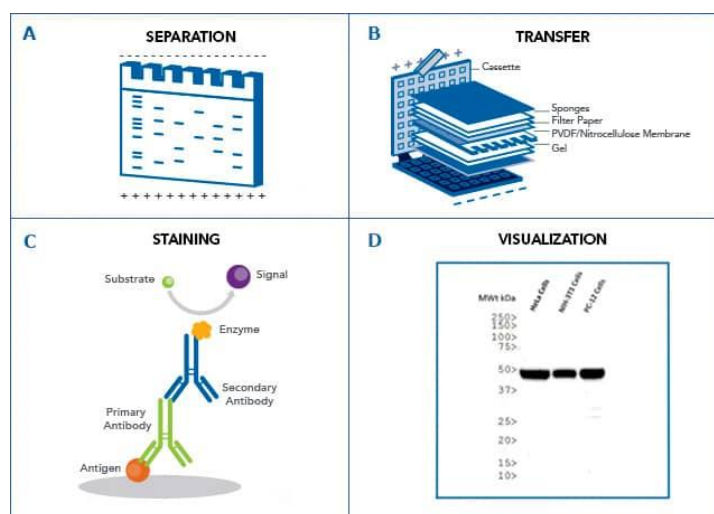 A
SEPARATION
- - - - - - - - - - - - - - - - - - -
+ + + + + + + + + + + +
B
TRANSFER
+ + + + + + +
Cassette
Sponges
Filter Paper
PVDF/Nitrocellulose Membrane
Gel
C
STAINING
Substrate
Signal
Enzyme
Secondary
Antibody
Primary
Antibody
Antigen
D
VISUALIZATION
HeLa Cells
NIH-3T3 Cells
PC-12 Cells
MWt kDa
250>
150>
100>
75>
50>
37>
25>
20>
15>
10>